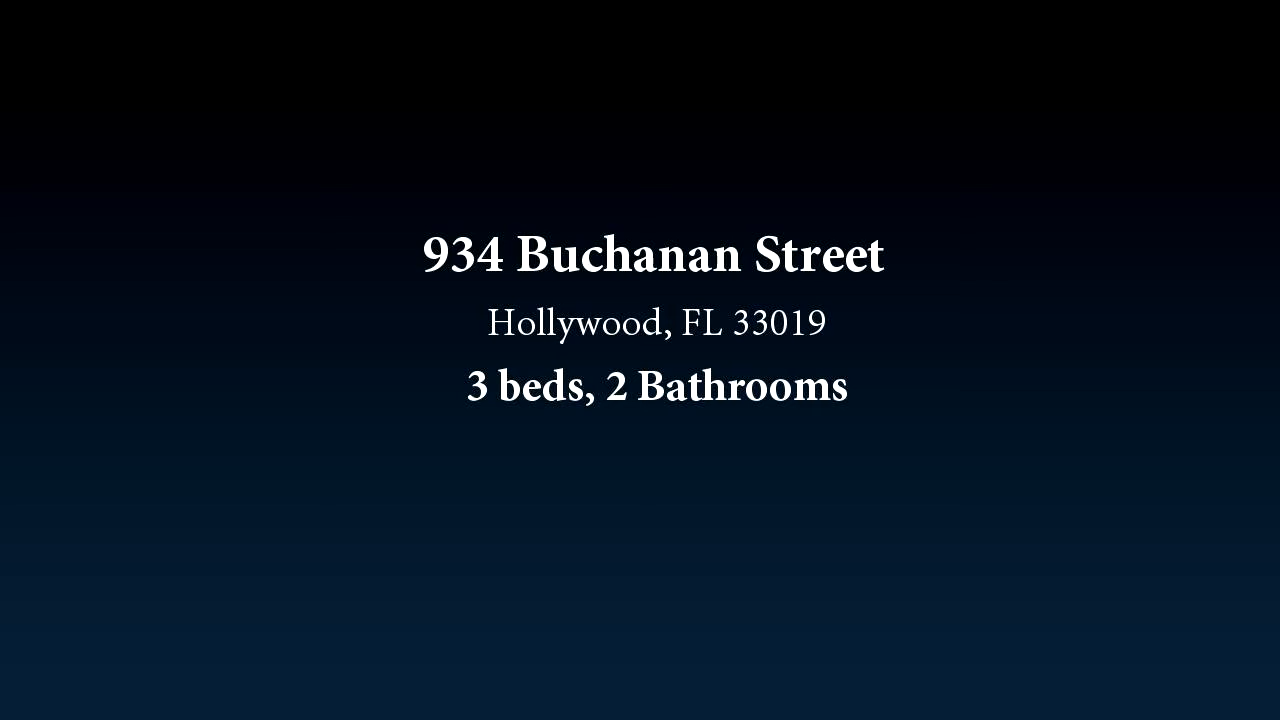 934 Buchanan Street
Hollywood, FL 33019
3 beds, 2 Bathrooms